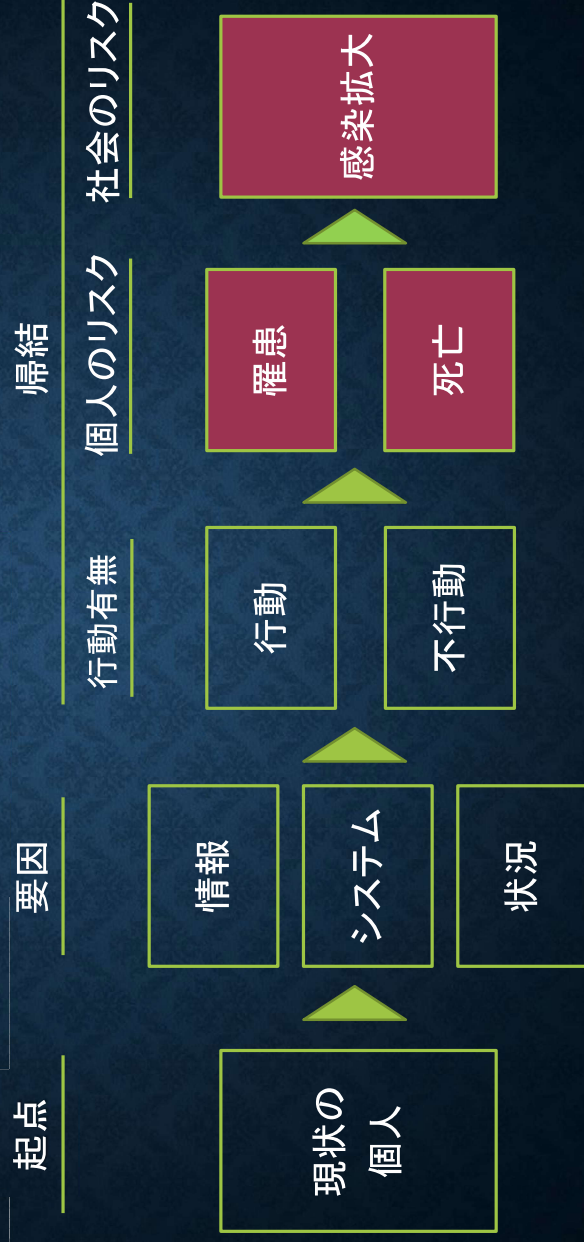 起点
要因
帰結
行動有無
個人のリスク
社会のリスク
現状の
個人
情報
システム
状況
行動
不行動
罹患
死亡
感染拡大